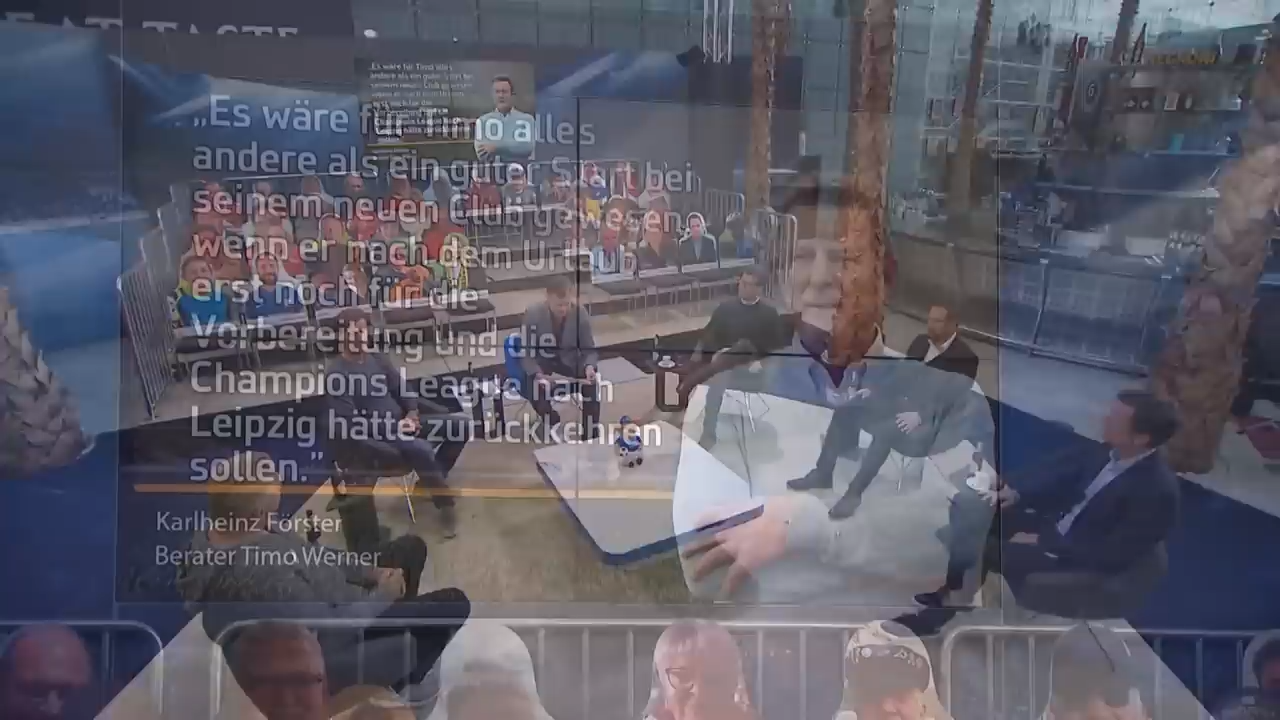 EAT TASTE
„Es wäre für Timo alles
andere als ein guter Start bei
seinem neuen Club gewesen,
wenn er nach dem Urlaub
erst noch für die
Vorbereitung und die
Champions League nach
Leipzig hätte zurückkehren
sollen.”
Karlheinz Förster
Berater Timo Werner